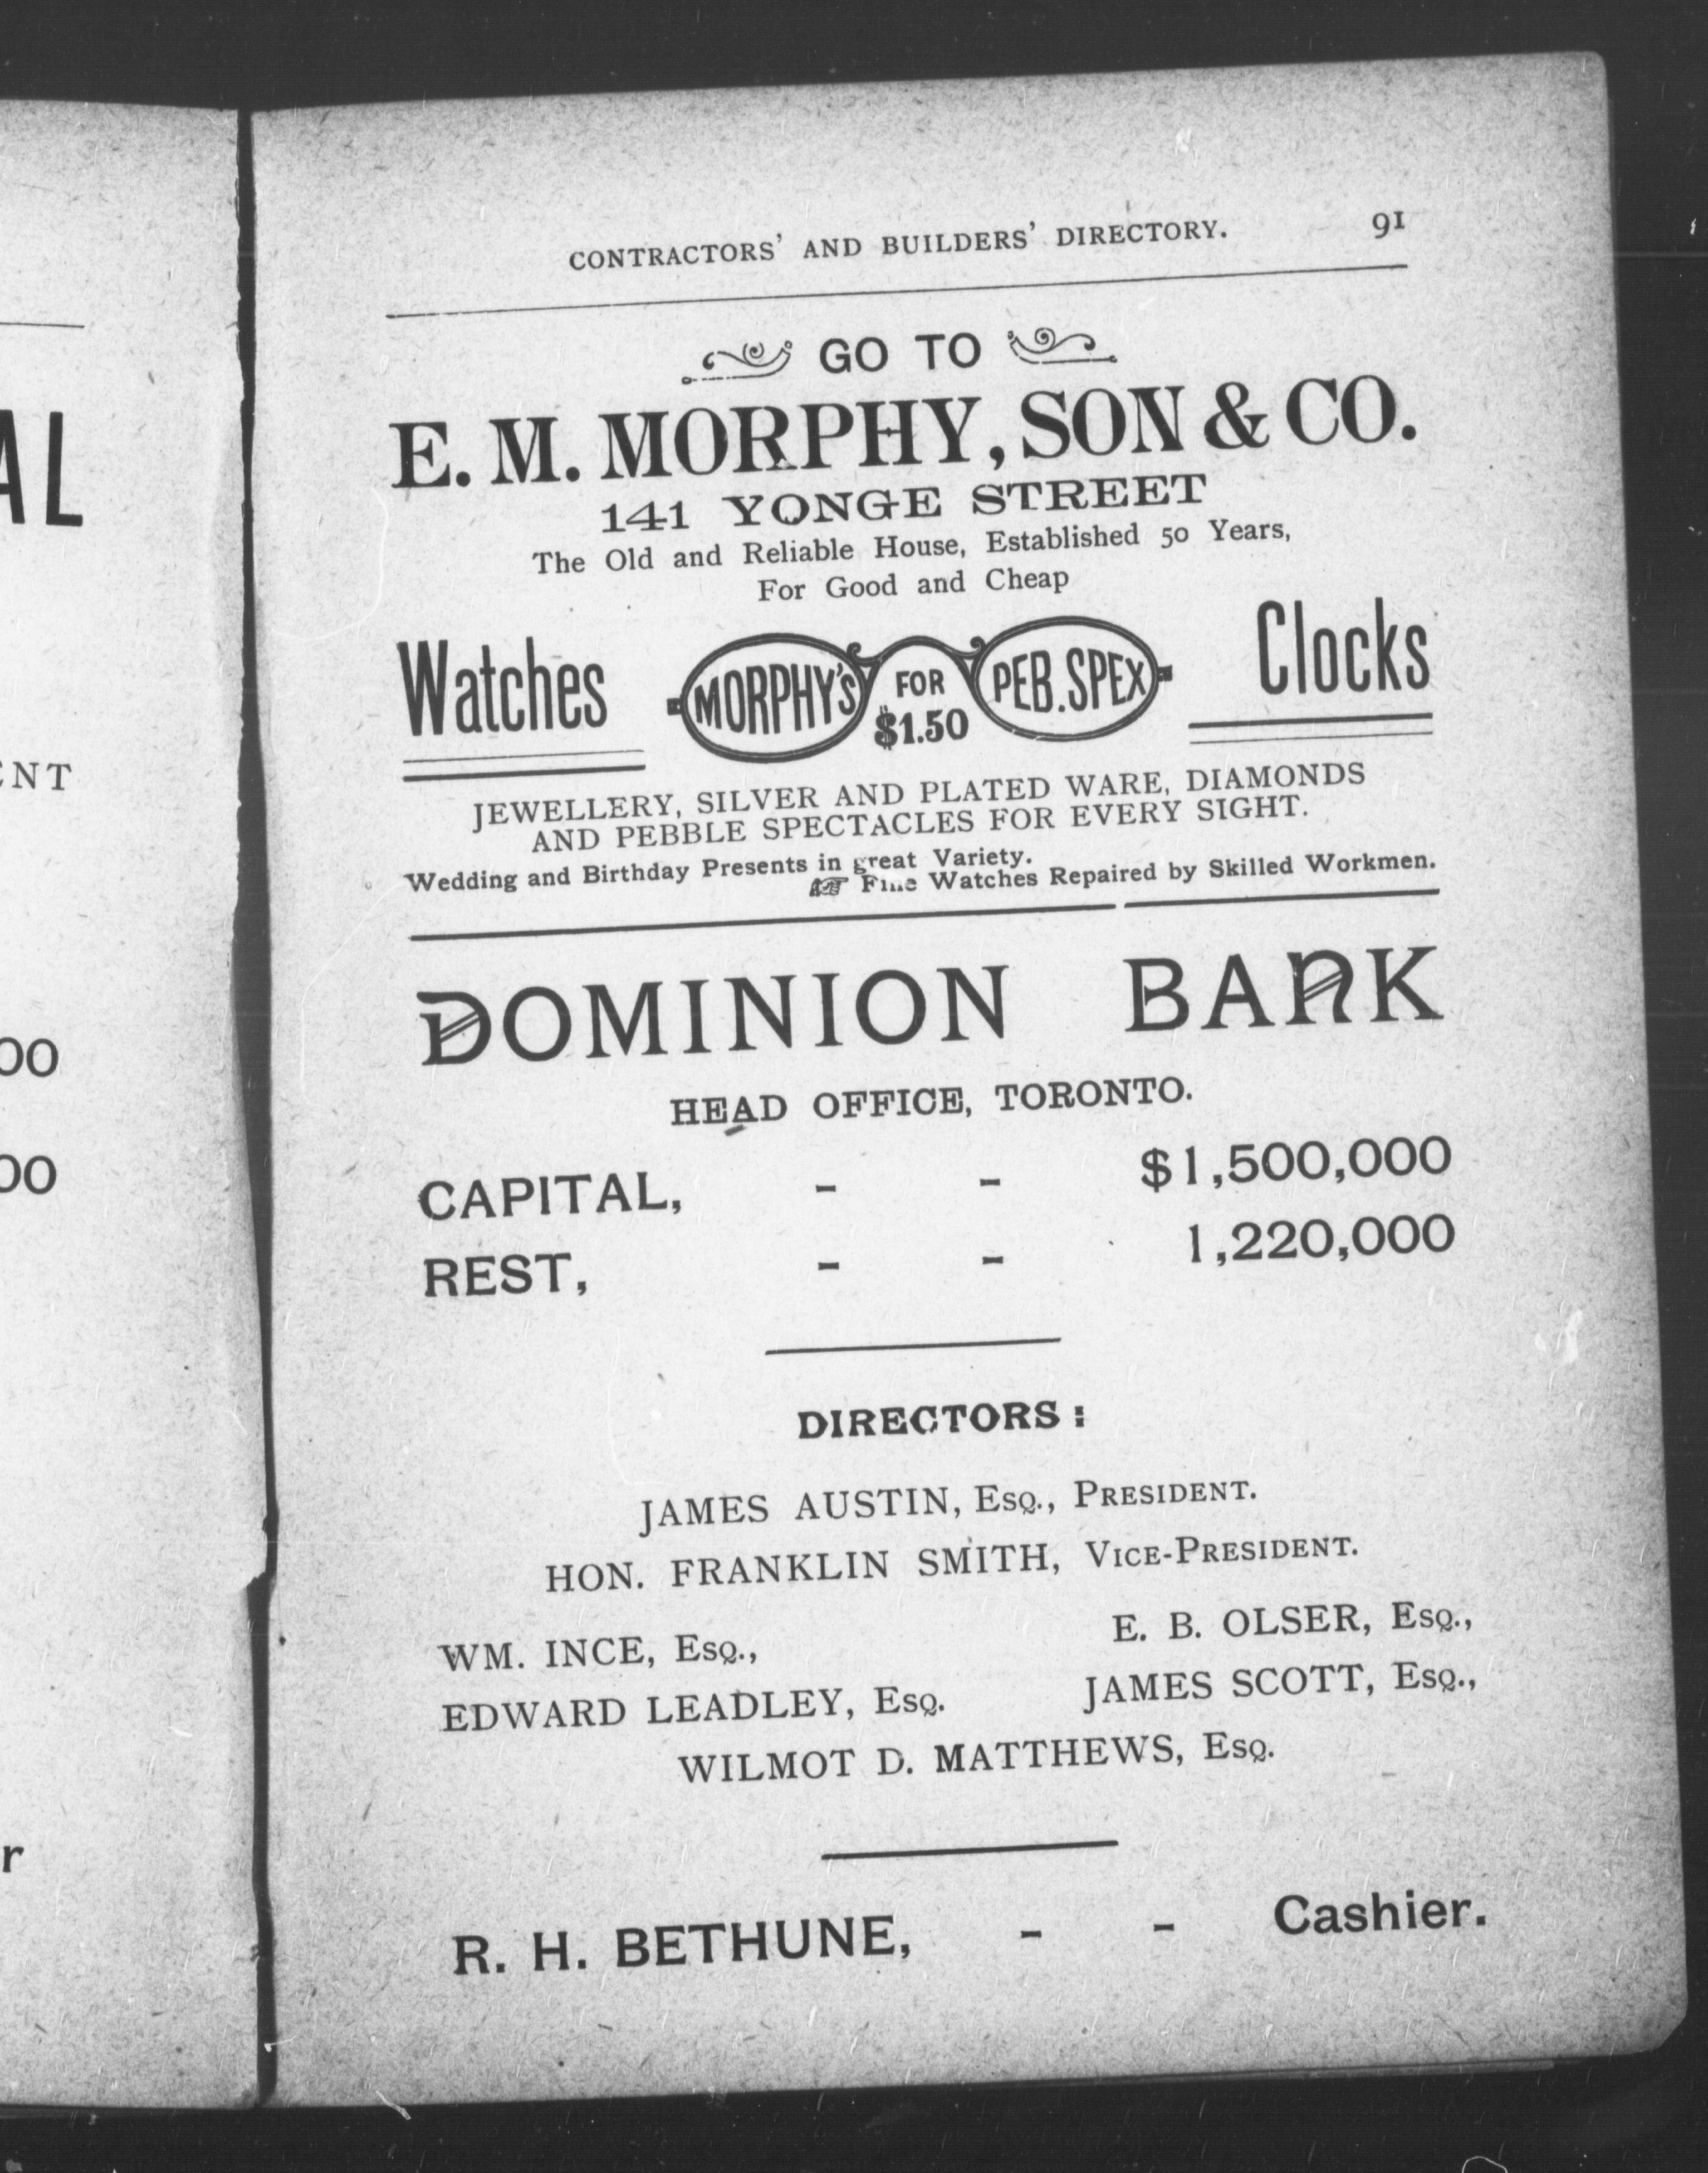 CONTRACTORS' AND BUILDERS' DIRECTORY. 91
GO TO
E. M. MORPHY, SON & CO.
141 YONGE STREET
The Old and Reliable House, Established 50 Years,
For Good and Cheap
Watches MORPHY'S FOR $1.50 PEB. SPEX Clocks
JEWELLERY, SILVER AND PLATED WARE, DIAMONDS
AND PEBBLE SPECTACLES FOR EVERY SIGHT.
Wedding and Birthday Presents in great Variety.
☞ Fine Watches Repaired by Skilled Workmen.
DOMINION BANK
HEAD OFFICE, TORONTO.
CAPITAL, - - $1,500,000
REST, - - 1,220,000
DIRECTORS:
JAMES AUSTIN, ESQ., PRESIDENT.
HON. FRANKLIN SMITH, VICE-PRESIDENT.
WM. INCE, ESQ., E. B. OLSER, ESQ.,
EDWARD LEADLEY, ESQ. JAMES SCOTT, ESQ.,
WILMOT D. MATTHEWS, ESQ.
R. H. BETHUNE, - - Cashier.